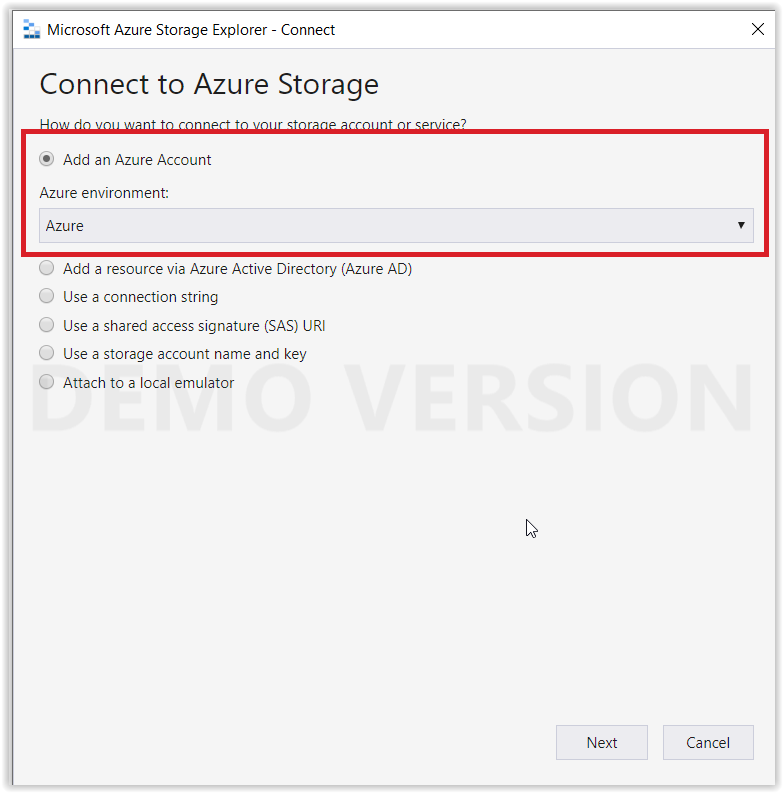 Microsoft Azure Storage Explorer - Connect
Connect to Azure Storage
How do you want to connect to your storage account or service?
Add an Azure Account
Azure environment:
Azure
Add a resource via Azure Active Directory (Azure AD)
Use a connection string
Use a shared access signature (SAS) URI
Use a storage account name and key
Attach to a local emulator
DEMO VERSION
Next Cancel